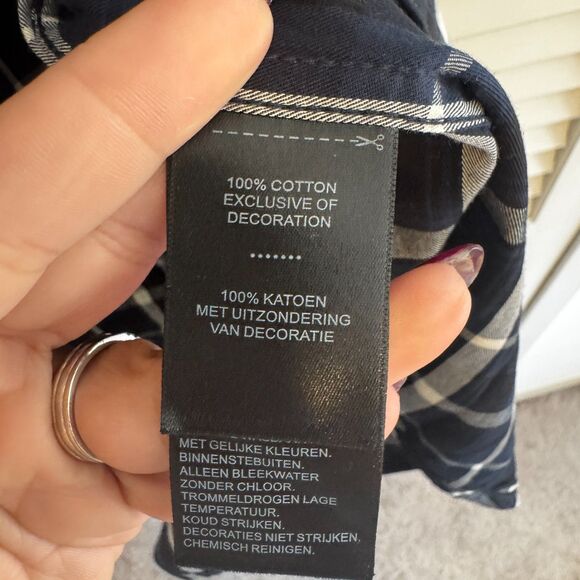 100% COTTON
EXCLUSIVE OF
DECORATION
100% KATOEN
MET UITZONDERING
VAN DECORATIE
MET GELIJKE KLEUREN.
BINNENSTEBUITEN.
ALLEEN BLEEKWATER
ZONDER CHLOOR.
TROMMELDROGEN LAGE
TEMPERATUUR.
KOUD STRIJKEN.
DECORATIES NIET STRIJKEN.
CHEMISCH REINIGEN.